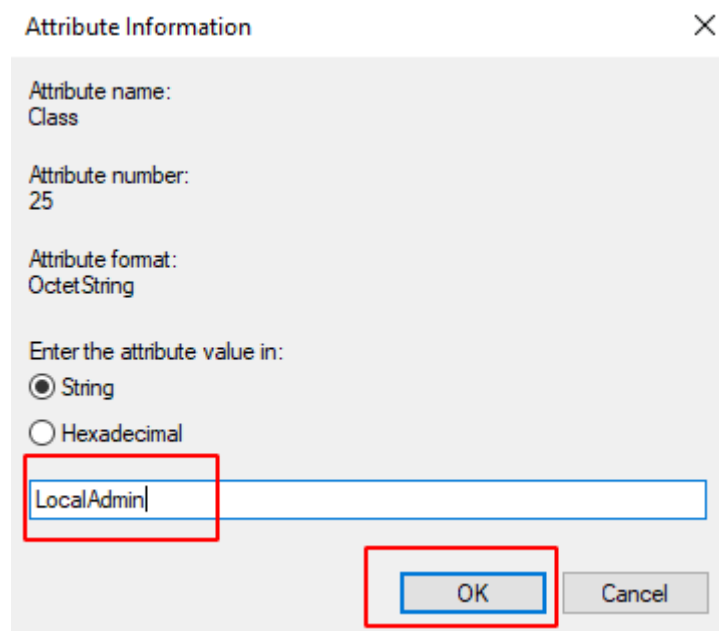 Attribute Information
Attribute name:
Class
Attribute number:
25
Attribute format:
OctetString
Enter the attribute value in:
String
Hexadecimal
LocalAdmin
OK Cancel